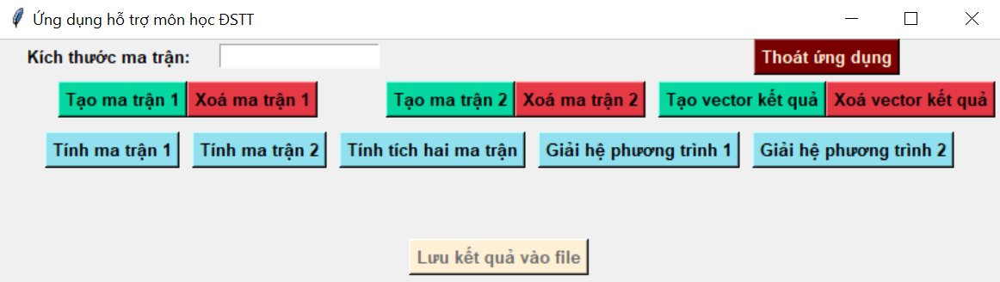 Ứng dụng hỗ trợ môn học ĐSTT
Kích thước ma trận: Thoát ứng dụng
Tạo ma trận 1 Xoá ma trận 1 Tạo ma trận 2 Xoá ma trận 2 Tạo vector kết quả Xoá vector kết quả
Tính ma trận 1 Tính ma trận 2 Tính tích hai ma trận Giải hệ phương trình 1 Giải hệ phương trình 2
Lưu kết quả vào file